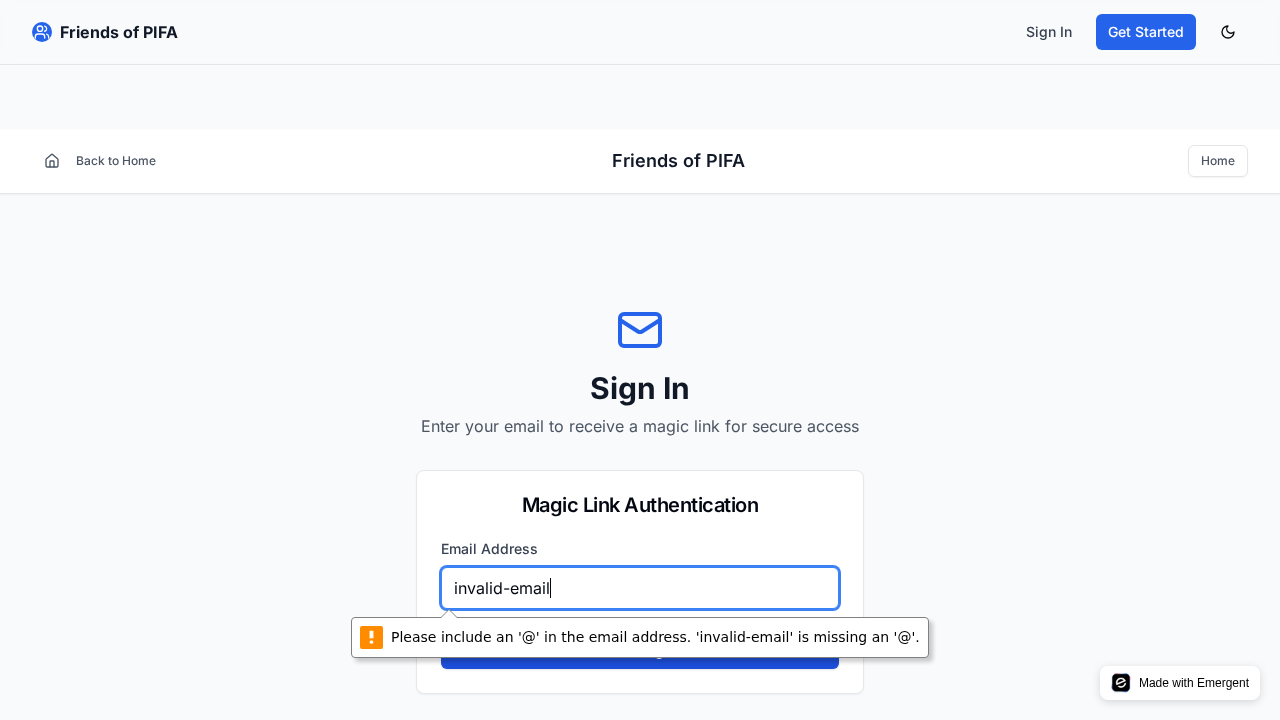 Friends of PIFA
Sign In
Get Started
Back to Home
Friends of PIFA
Home
Sign In
Enter your email to receive a magic link for secure access
Magic Link Authentication
Email Address
invalid-email
Please include an '@' in the email address. 'invalid-email' is missing an '@'.
Made with Emergent